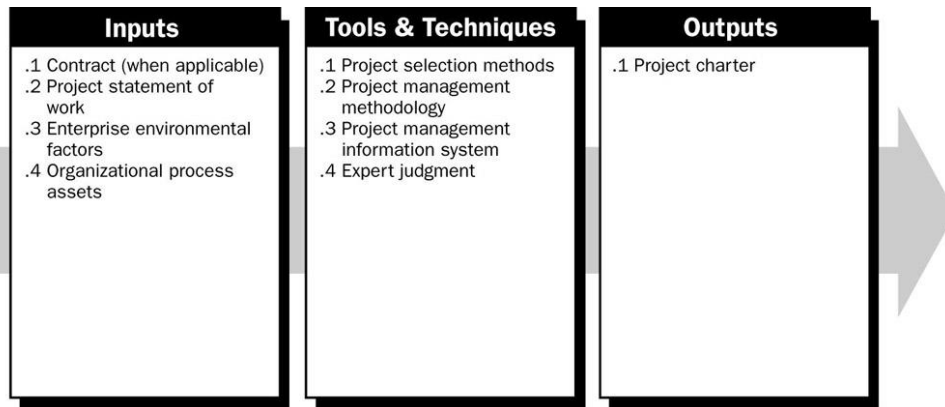 Inputs
.1 Contract (when applicable)
.2 Project statement of
work
.3 Enterprise environmental
factors
.4 Organizational process
assets
Tools & Techniques
.1 Project selection methods
.2 Project management
methodology
.3 Project management
information system
.4 Expert judgment
Outputs
.1 Project charter